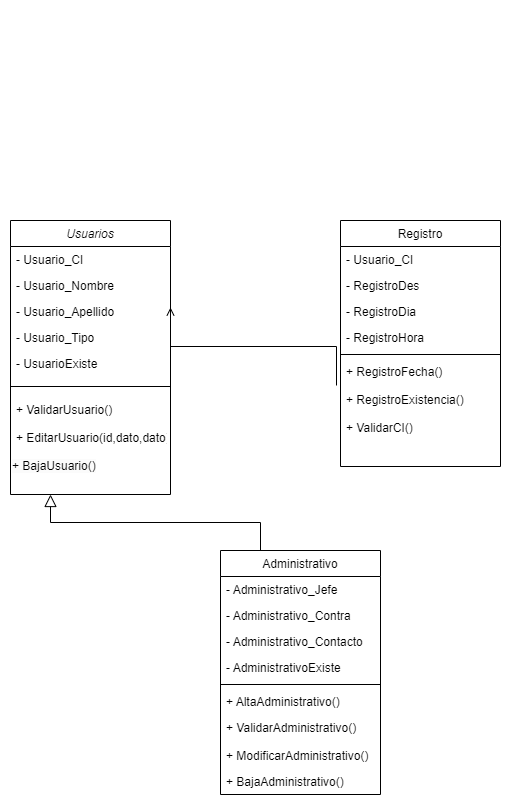 Usuarios
- Usuario_CI
- Usuario_Nombre
- Usuario_Apellido
- Usuario_Tipo
- UsuarioExiste
+ ValidarUsuario()
+ EditarUsuario(id,dato,dato
+ BajaUsuario()
Registro
- Usuario_CI
- RegistroDes
- RegistroDia
- RegistroHora
+ RegistroFecha()
+ RegistroExistencia()
+ ValidarCI()
Administrativo
- Administrativo_Jefe
- Administrativo_Contra
- Administrativo_Contacto
- AdministrativoExiste
+ AltaAdministrativo()
+ ValidarAdministrativo()
+ ModificarAdministrativo()
+ BajaAdministrativo()